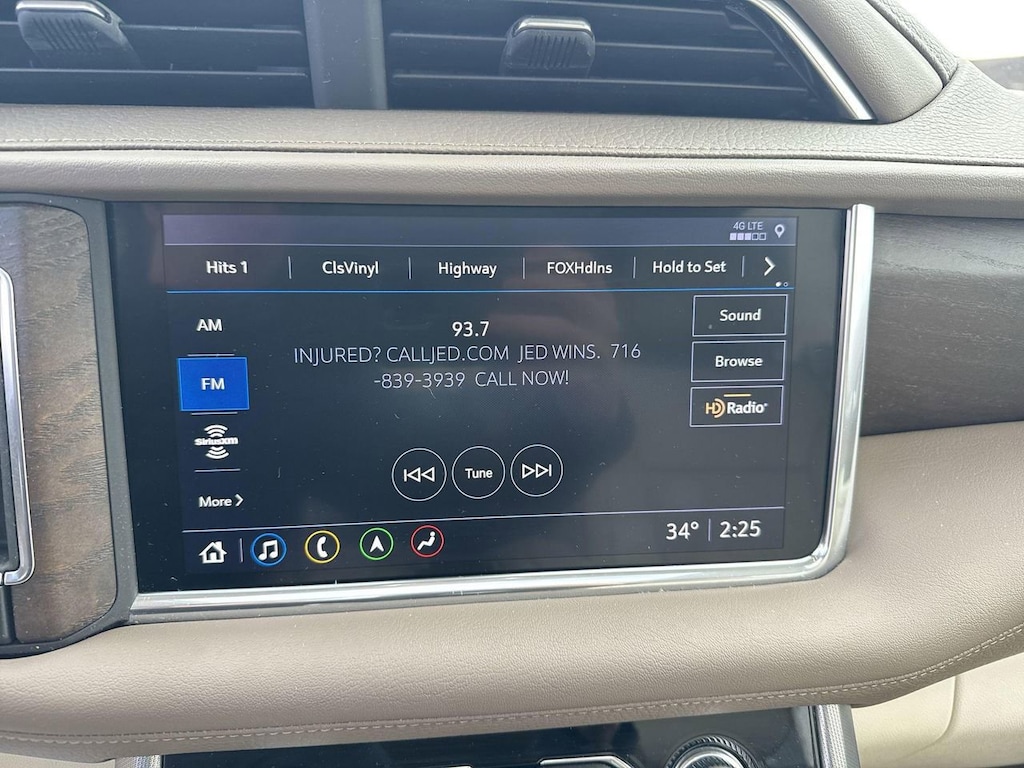 4G LTE
Hits 1 ClsVinyl Highway FOXHdlns Hold to Set
AM
93.7
Sound
INJURED? CALLJED.COM JED WINS. 716
-839-3939 CALL NOW!
Browse
FM
HD Radio
SiriusXM
Tune
More
34° 2:25